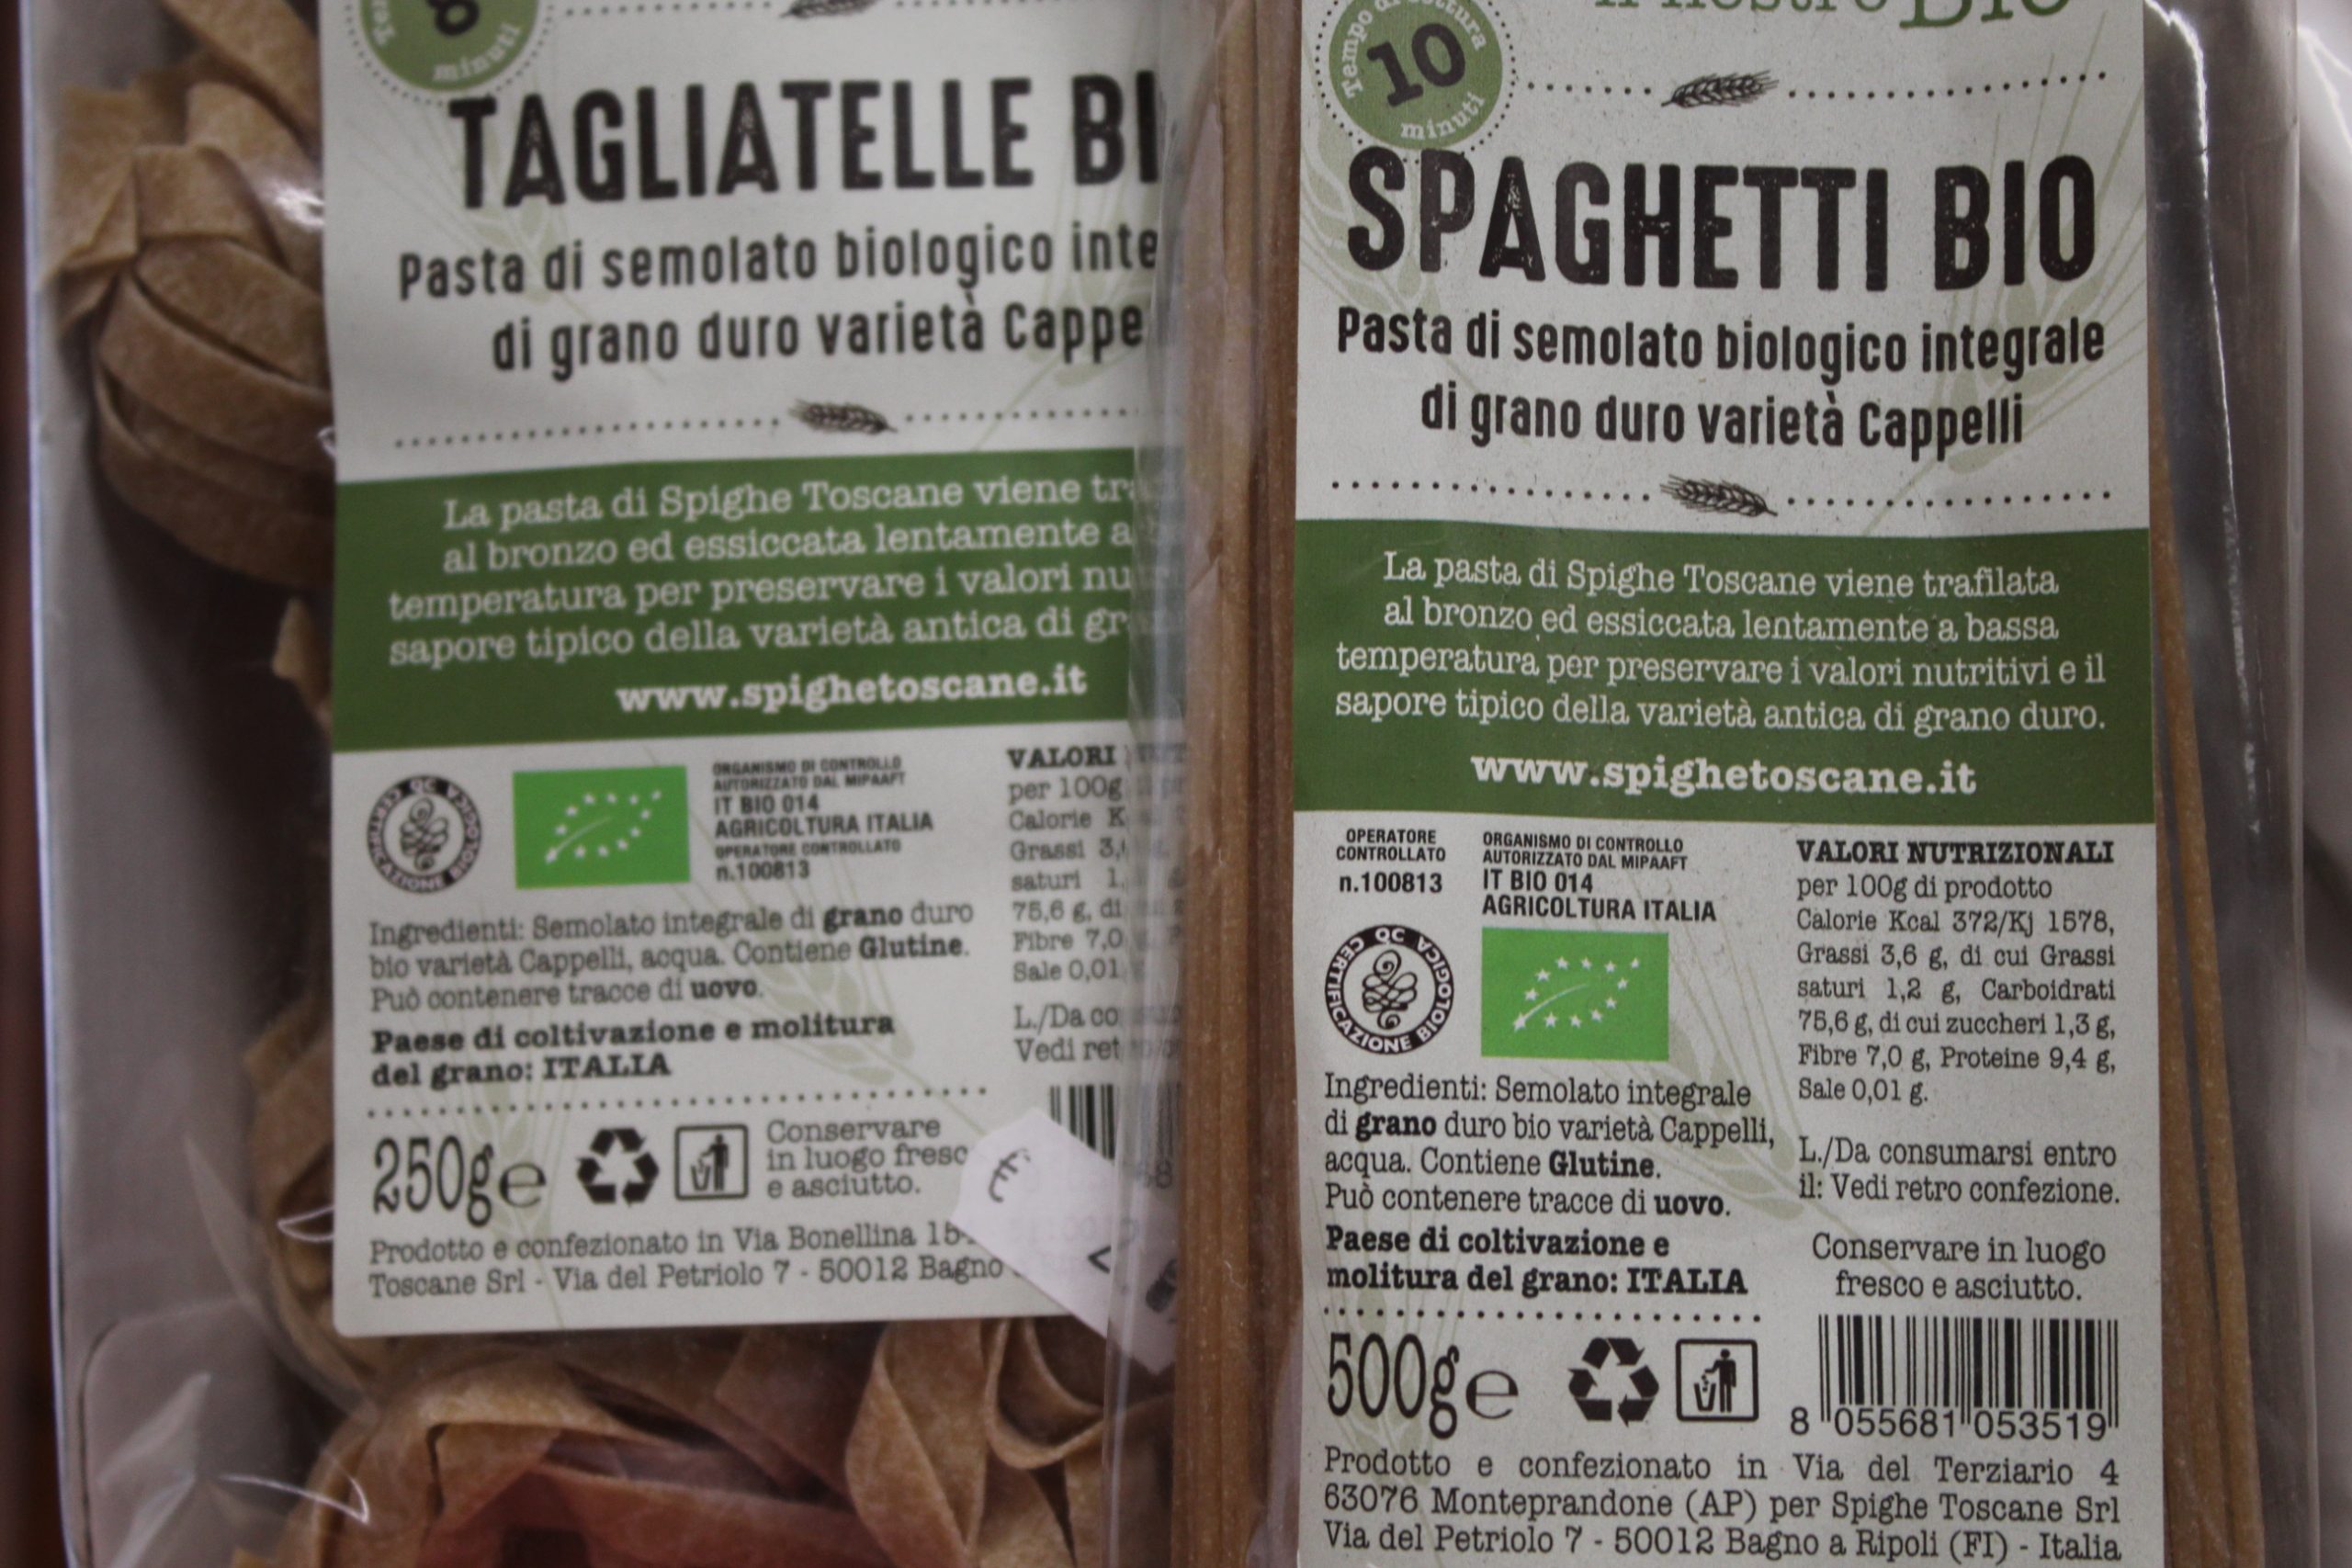 8
minuti
TAGLIATELLE BI
Pasta di semolato biologico inte
di grano duro varietà Cappe
La pasta di Spighe Toscane viene tra
al bronzo ed essiccata lentamente a
temperatura per preservare i valori nu
sapore tipico della varietà antica di gr
www.spighetoscane.it
CERTIFICAZIONE BIOLOGICA QC
ORGANISMO DI CONTROLLO
AUTORIZZATO DAL MIPAAFT
IT BIO 014
AGRICOLTURA ITALIA
OPERATORE CONTROLLATO
n.100813
Ingredienti: Semolato integrale di grano duro
bio varietà Cappelli, acqua. Contiene Glutine.
Può contenere tracce di uovo.
Paese di coltivazione e molitura
del grano: ITALIA
VALORI
per 100g
Calorie K
Grassi 3,
saturi 1,
75,6 g, di
Fibre 7,0
Sale 0,01
L./Da co
Vedi ret
250g e
Conservare
in luogo fresc
e asciutto.
€
Prodotto e confezionato in Via Bonellina 15
Toscane Srl - Via del Petriolo 7 - 50012 Bagno
il nostro Bio
Tempo di cottura
10
minuti
SPAGHETTI BIO
Pasta di semolato biologico integrale
di grano duro varietà Cappelli
La pasta di Spighe Toscane viene trafilata
al bronzo ed essiccata lentamente a bassa
temperatura per preservare i valori nutritivi e il
sapore tipico della varietà antica di grano duro.
www.spighetoscane.it
OPERATORE
CONTROLLATO
n.100813
ORGANISMO DI CONTROLLO
AUTORIZZATO DAL MIPAAFT
IT BIO 014
AGRICOLTURA ITALIA
QC CERTIFICAZIONE BIOLOGICA
Ingredienti: Semolato integrale
di grano duro bio varietà Cappelli,
acqua. Contiene Glutine.
Può contenere tracce di uovo.
Paese di coltivazione e
molitura del grano: ITALIA
VALORI NUTRIZIONALI
per 100g di prodotto
Calorie Kcal 372/Kj 1578,
Grassi 3,6 g, di cui Grassi
saturi 1,2 g, Carboidrati
75,6 g, di cui zuccheri 1,3 g,
Fibre 7,0 g, Proteine 9,4 g,
Sale 0,01 g.
L./Da consumarsi entro
il: Vedi retro confezione.
Conservare in luogo
fresco e asciutto.
500g e
8 055681 053519
Prodotto e confezionato in Via del Terziario 4
63076 Monteprandone (AP) per Spighe Toscane Srl
Via del Petriolo 7 - 50012 Bagno a Ripoli (FI) - Italia